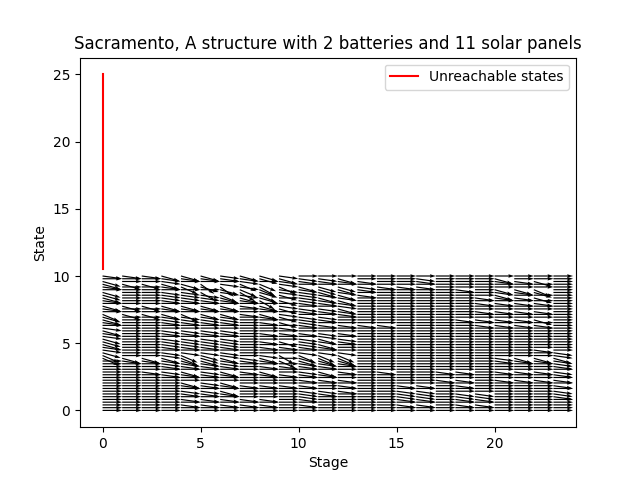 Sacramento, A structure with 2 batteries and 11 solar panels
Unreachable states
25
20
15
10
5
0
State
0 5 10 15 20
Stage